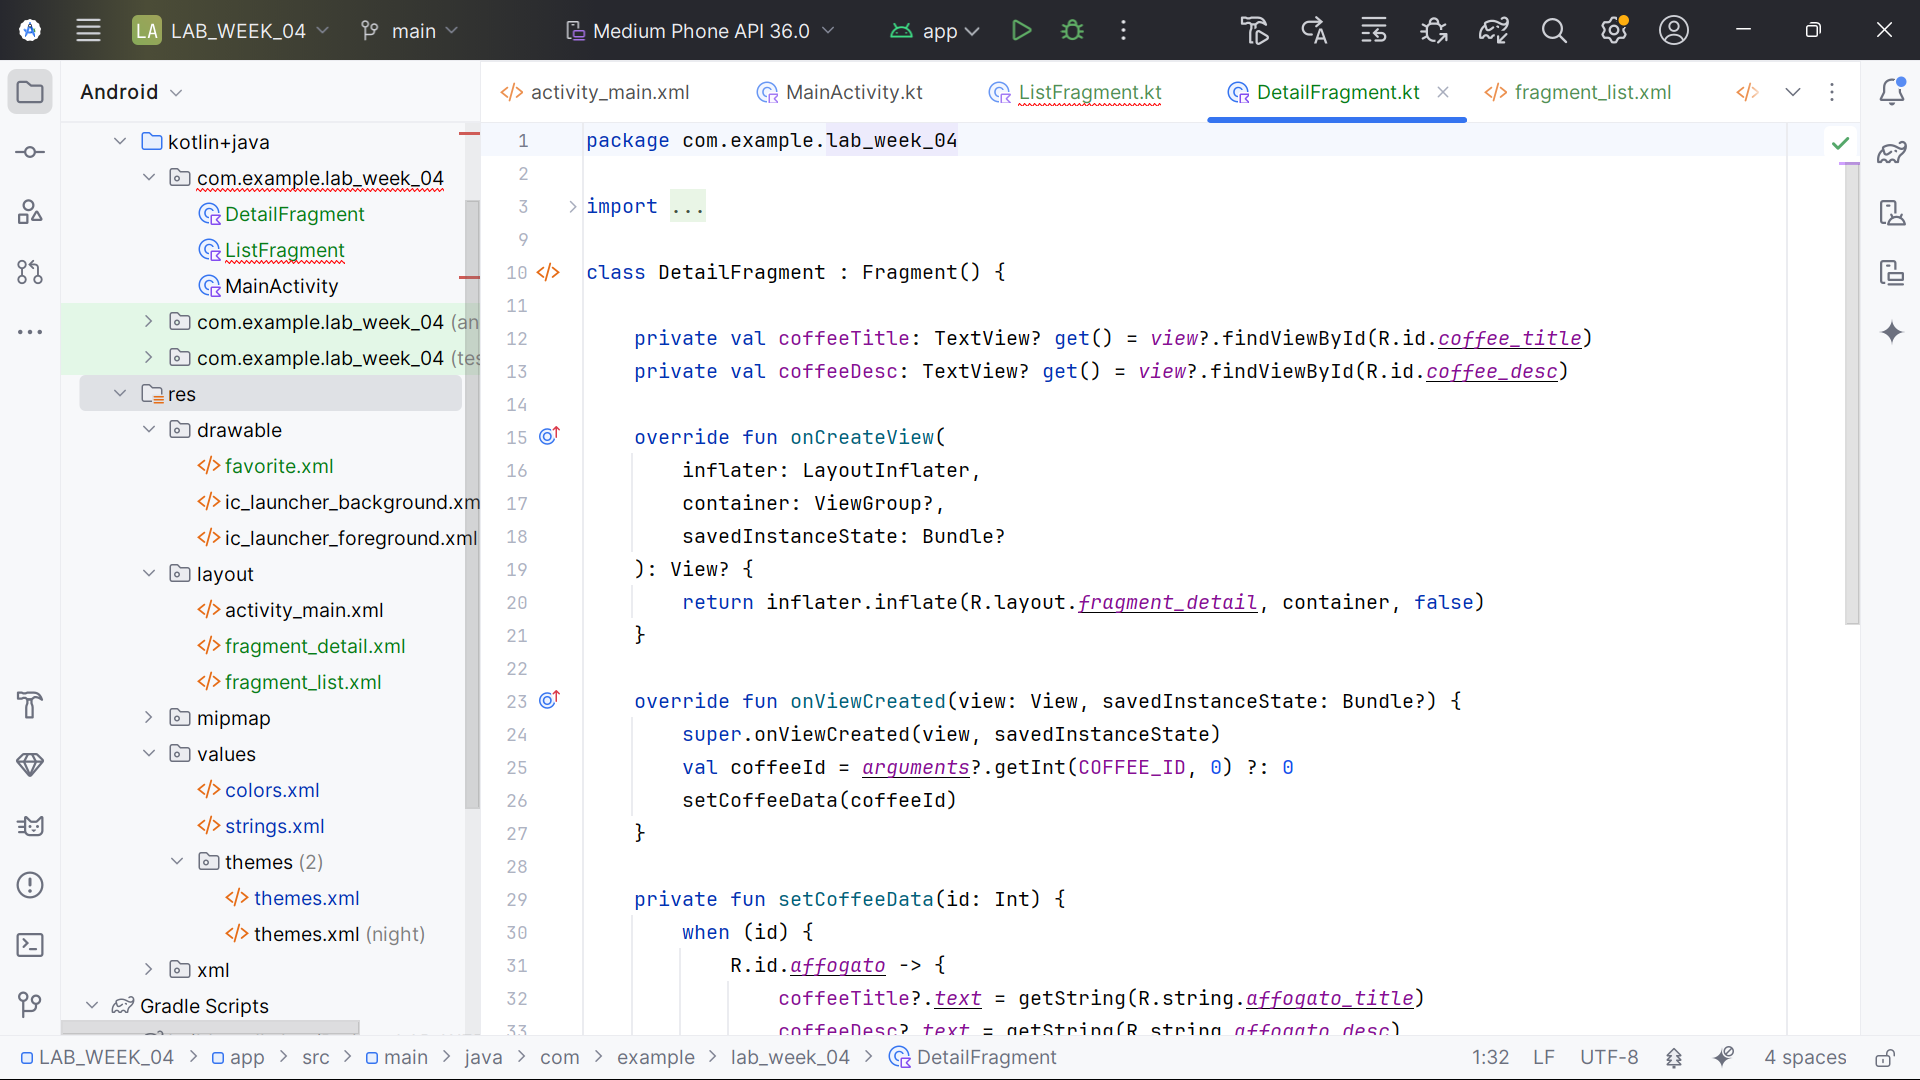 LA LAB_WEEK_04 main Medium Phone API 36.0 app
Android
activity_main.xml MainActivity.kt ListFragment.kt DetailFragment.kt fragment_list.xml
kotlin+java
com.example.lab_week_04
DetailFragment
ListFragment
MainActivity
com.example.lab_week_04 (an
com.example.lab_week_04 (tes
res
drawable
favorite.xml
ic_launcher_background.xm
ic_launcher_foreground.xml
layout
activity_main.xml
fragment_detail.xml
fragment_list.xml
mipmap
values
colors.xml
strings.xml
themes (2)
themes.xml
themes.xml (night)
xml
Gradle Scripts
1 package com.example.lab_week_04
2
3 import ...
9
10 class DetailFragment : Fragment() {
11
12 private val coffeeTitle: TextView? get() = view?.findViewById(R.id.coffee_title)
13 private val coffeeDesc: TextView? get() = view?.findViewById(R.id.coffee_desc)
14
15 override fun onCreateView(
16 inflater: LayoutInflater,
17 container: ViewGroup?,
18 savedInstanceState: Bundle?
19 ): View? {
20 return inflater.inflate(R.layout.fragment_detail, container, false)
21 }
22
23 override fun onViewCreated(view: View, savedInstanceState: Bundle?) {
24 super.onViewCreated(view, savedInstanceState)
25 val coffeeId = arguments?.getInt(COFFEE_ID, 0) ?: 0
26 setCoffeeData(coffeeId)
27 }
28
29 private fun setCoffeeData(id: Int) {
30 when (id) {
31 R.id.affogato -> {
32 coffeeTitle?.text = getString(R.string.affogato_title)
33 coffeeDesc?.text = getString(R.string.affogato_desc)
LAB_WEEK_04 > app > src > main > java > com > example > lab_week_04 > DetailFragment
1:32 LF UTF-8 4 spaces